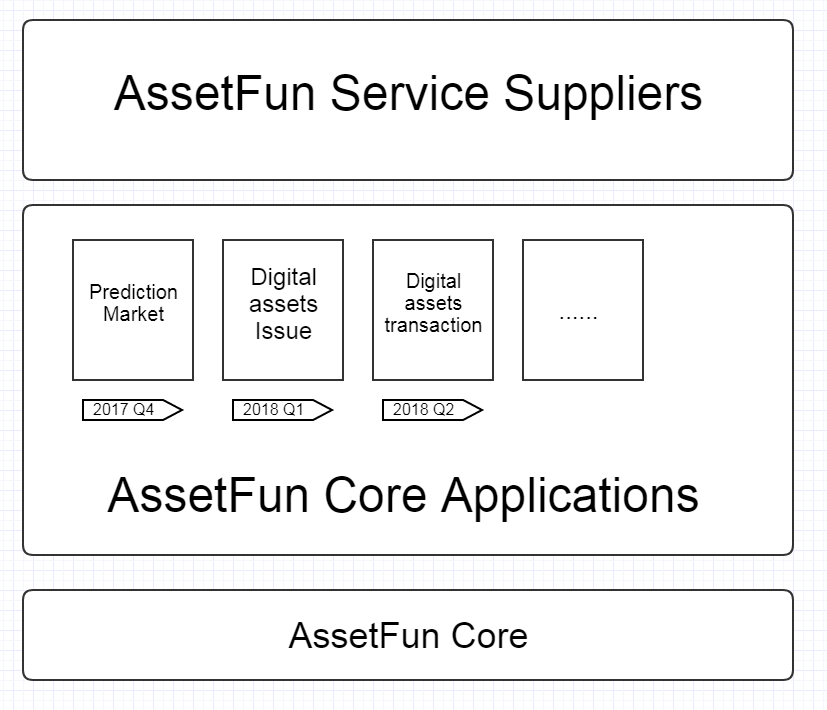 AssetFun Service Suppliers
Prediction
Market
Digital
assets
Issue
Digital
assets
transaction
......
2017 Q4
2018 Q1
2018 Q2
AssetFun Core Applications
AssetFun Core